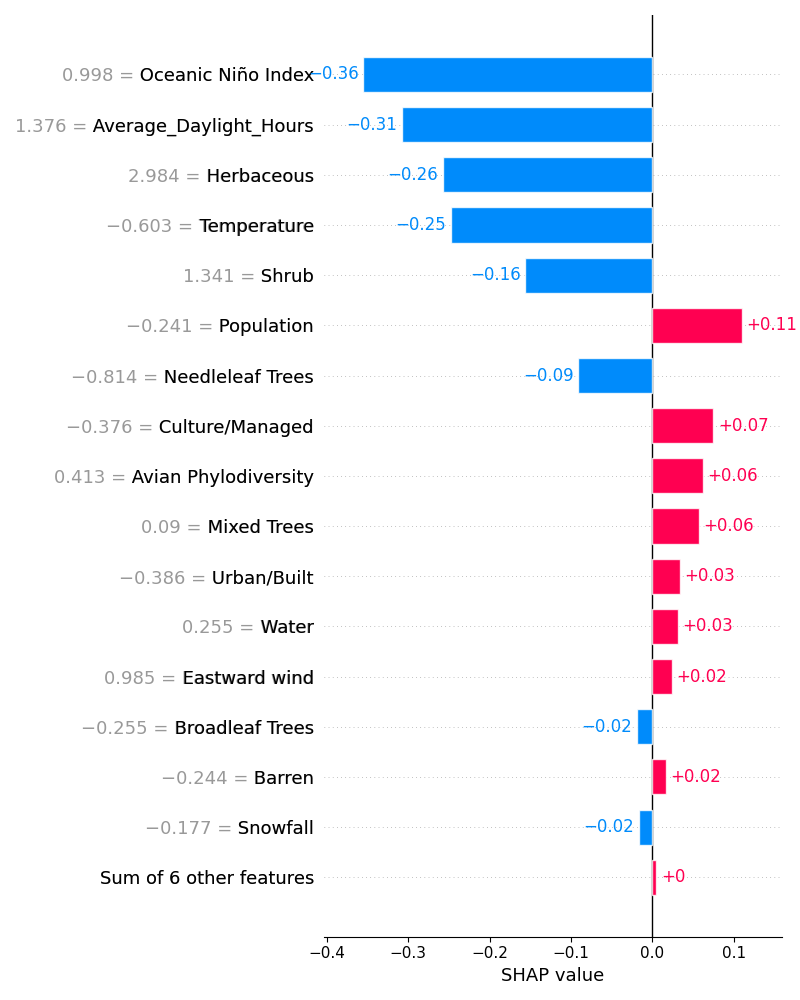 0.998 = Oceanic Niño Index −0.36
1.376 = Average_Daylight_Hours −0.31
2.984 = Herbaceous −0.26
−0.603 = Temperature −0.25
1.341 = Shrub −0.16
−0.241 = Population +0.11
−0.814 = Needleleaf Trees −0.09
−0.376 = Culture/Managed +0.07
0.413 = Avian Phylodiversity +0.06
0.09 = Mixed Trees +0.06
−0.386 = Urban/Built +0.03
0.255 = Water +0.03
0.985 = Eastward wind +0.02
−0.255 = Broadleaf Trees −0.02
−0.244 = Barren +0.02
−0.177 = Snowfall −0.02
Sum of 6 other features +0
−0.4 −0.3 −0.2 −0.1 0.0 0.1
SHAP value